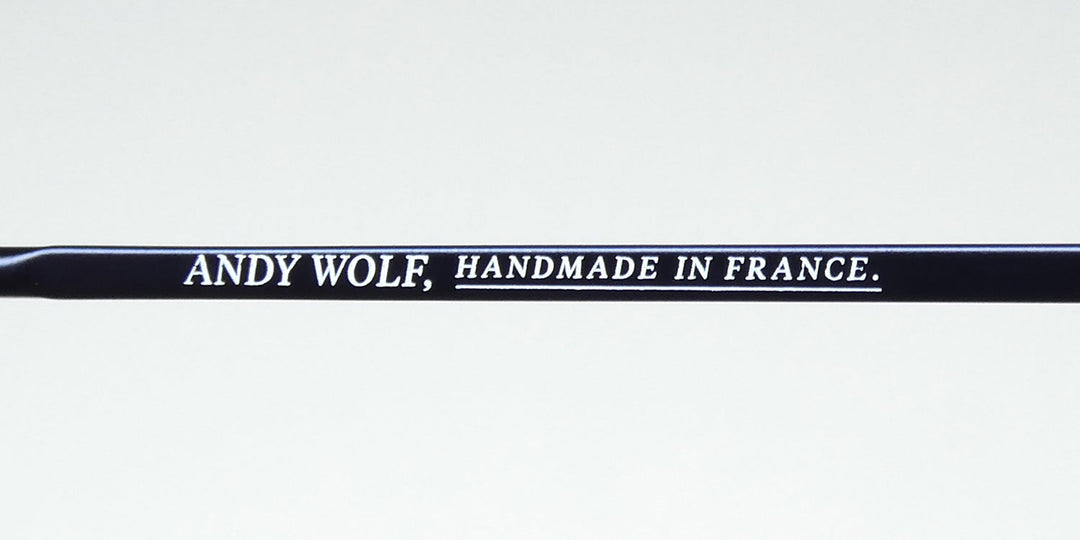 ANDY WOLF, HANDMADE IN FRANCE.